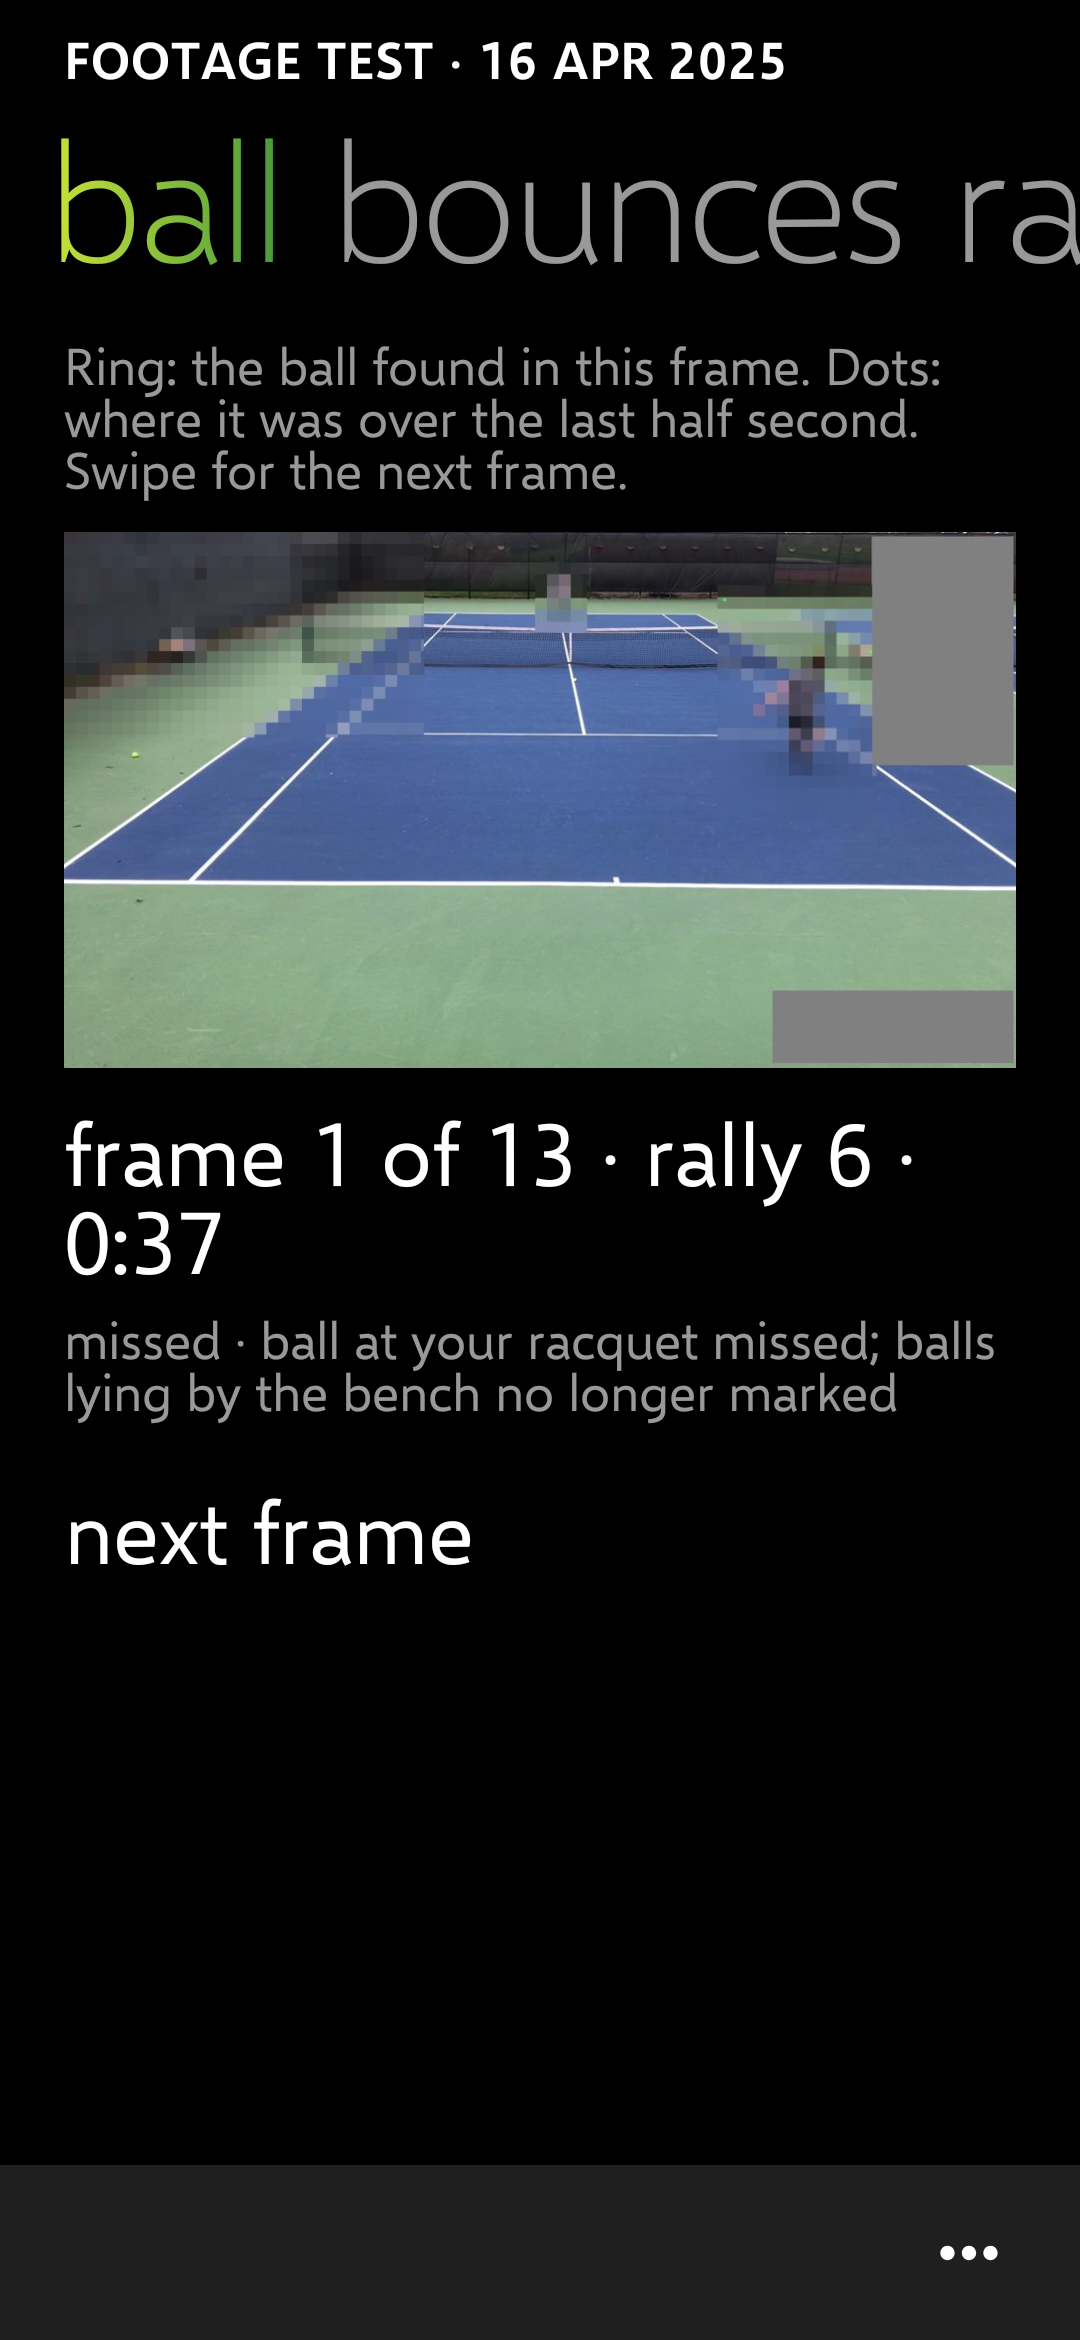 FOOTAGE TEST · 16 APR 2025
ball bounces ra
Ring: the ball found in this frame. Dots:
where it was over the last half second.
Swipe for the next frame.
frame 1 of 13 · rally 6 ·
0:37
missed · ball at your racquet missed; balls
lying by the bench no longer marked
next frame